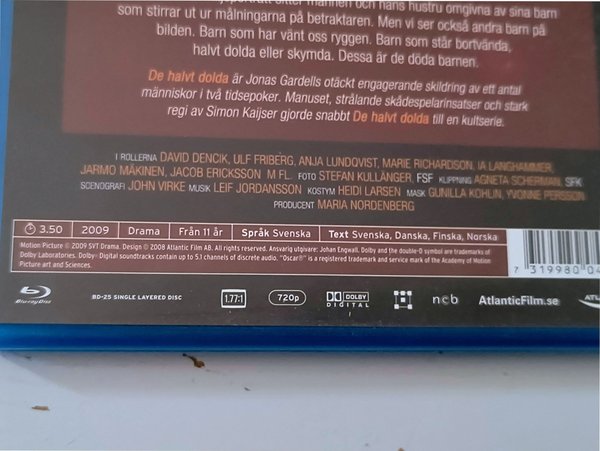 sitter mannen och hans hustru omgivna av sina barn
som stirrar ut ur målningarna på betraktaren. Men vi ser också andra barn på
bilden. Barn som har vänt oss ryggen. Barn som står bortvända,
halvt dolda eller skymda. Dessa är de döda barnen.
De halvt dolda är Jonas Gardells otäckt engagerande skildring av ett antal
människor i två tidsepoker. Manuset, strålande skådespelarinsatser och stark
regi av Simon Kaijser gjorde snabbt De halvt dolda till en kultserie.
I ROLLERNA DAVID DENCIK, ULF FRIBERG, ANJA LUNDQVIST, MARIE RICHARDSON, IA LANGHAMMER,
JARMO MÄKINEN, JACOB ERICKSSON M FL. FOTO STEFAN KULLÄNGER, FSF KLIPPNING AGNETA SCHERMAN, SFK
SCENOGRAFI JOHN VIRKE MUSIK LEIF JORDANSSON KOSTYM HEIDI LARSEN MASK GUNILLA KOHLIN, YVONNE PERSSON
PRODUCENT MARIA NORDENBERG
3.50 2009 Drama Från 11 år Språk Svenska Text Svenska, Danska, Finska, Norska
Motion Picture © 2009 SVT Drama. Design © 2008 Atlantic Film AB. All rights reserved. Ansvarig utgivare: Johan Engwall. Dolby and the double-D symbol are trademarks of
Dolby Laboratories. Dolby- Digital soundtracks contain up to 5.1 channels of discrete audio. "Oscar®" is a registered trademark and service mark of the Academy of Motion
Picture art and Sciences.
7 319980 04
Blu-ray Disc BD-25 SINGLE LAYERED DISC 1.77:1 720p DOLBY DIGITAL ncb AtlanticFilm.se